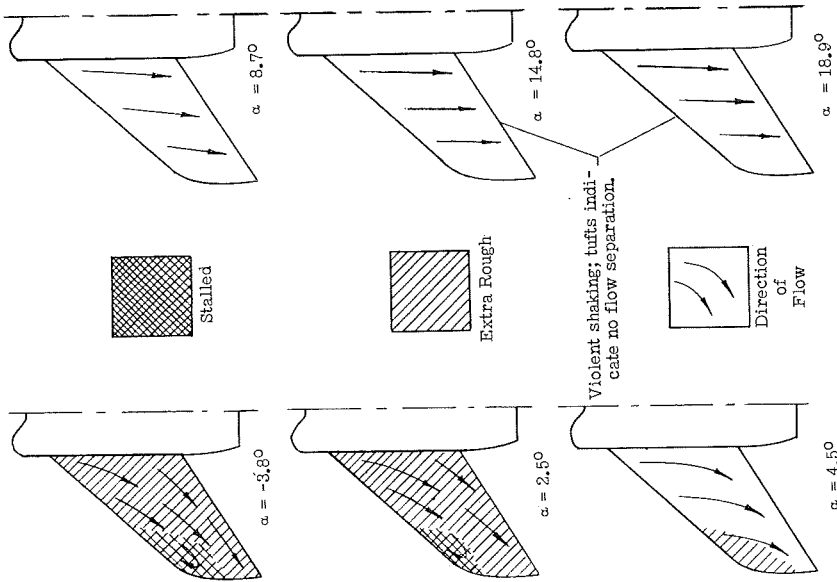 α = -3.8°
α = 2.5°
α = 4.5°
Stalled
Extra Rough
Violent shaking; tufts indi-
cate no flow separation.
Direction
of
Flow
α = 8.7°
α = 14.8°
α = 18.9°